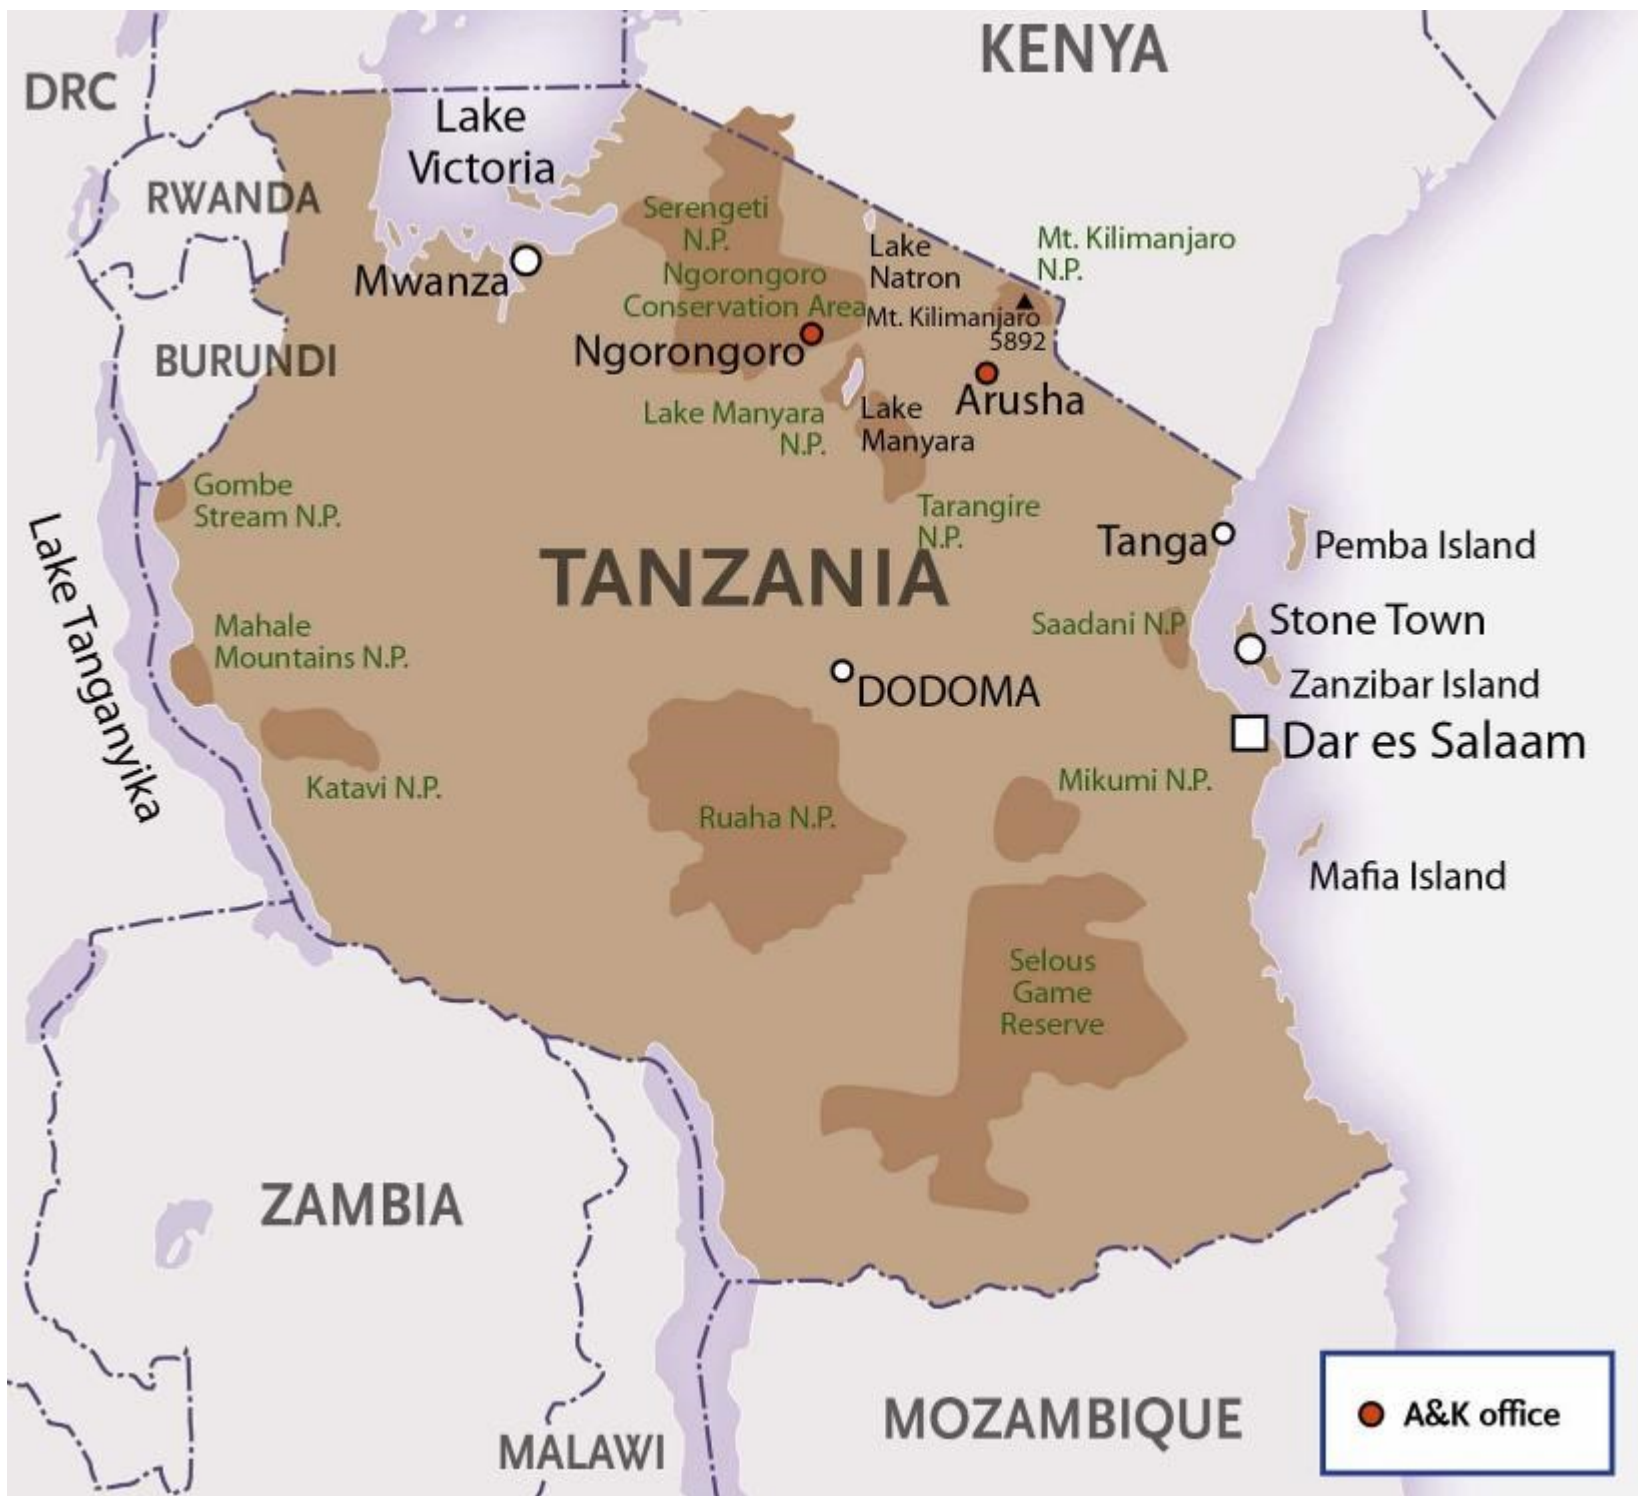 KENYA
DRC
Lake
Victoria
RWANDA
Serengeti
N.P.
Lake
Natron
Mt. Kilimanjaro
N.P.
Mwanza
Ngorongoro
Conservation Area
Mt. Kilimanjaro
5892
BURUNDI
Ngorongoro
Arusha
Lake Manyara
N.P.
Lake
Manyara
Gombe
Stream N.P.
Tarangire
N.P.
Lake Tanganyika
TANZANIA
Tanga
Pemba Island
Mahale
Mountains N.P.
Saadani N.P
Stone Town
DODOMA
Zanzibar Island
Dar es Salaam
Katavi N.P.
Ruaha N.P.
Mikumi N.P.
Mafia Island
Selous
Game
Reserve
ZAMBIA
MALAWI
MOZAMBIQUE
A&K office